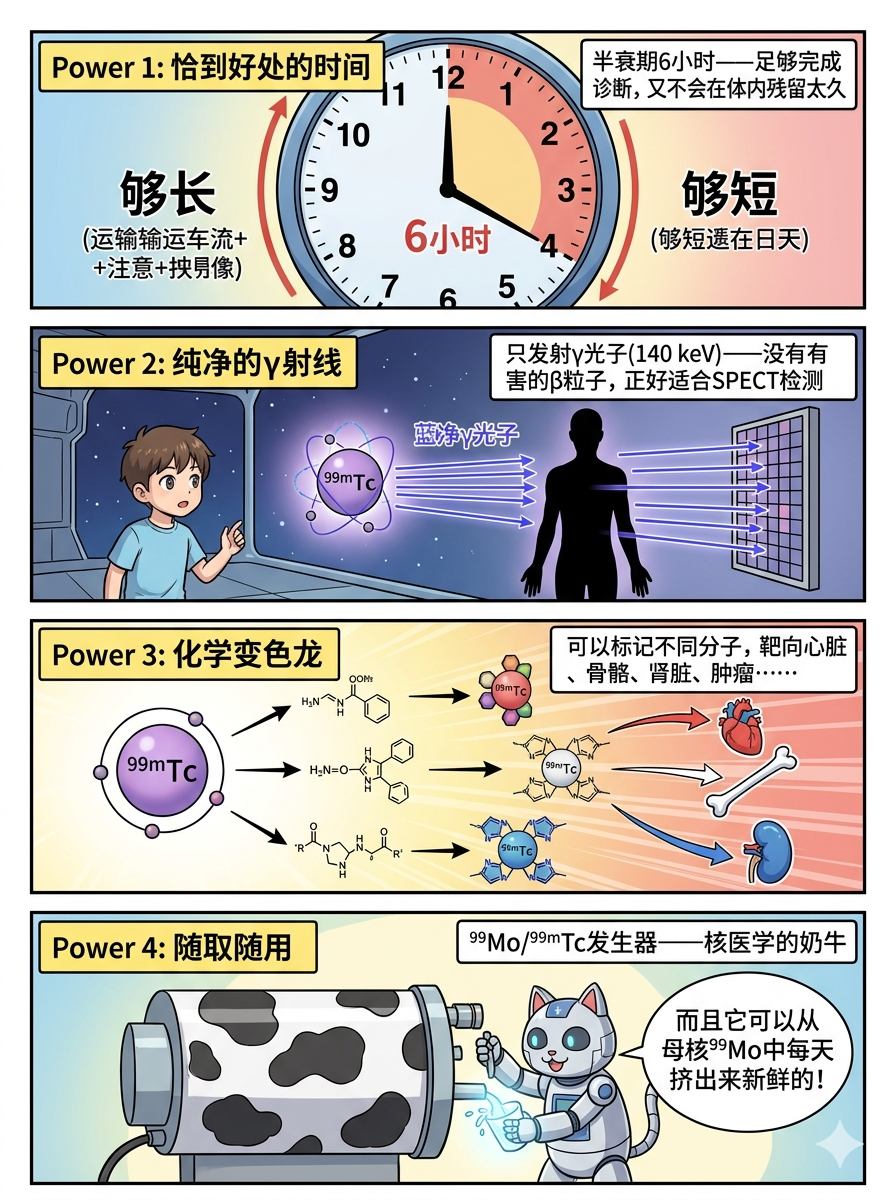 Power 1: 恰到好处的时间
半衰期6小时——足够完成
诊断，又不会在体内残留太久
12
1
2
3
4
5
6
7
8
9
10
11
6小时
够长
(运输输运车流+
+注意+挟易像)
够短
(够短遗在日天)
Power 2: 纯净的γ射线
只发射γ光子(140 keV)——没有有
害的β粒子，正好适合SPECT检测
蓝净γ光子
⁹⁹ᵐTc
Power 3: 化学变色龙
可以标记不同分子，靶向心脏
、骨骼、肾脏、肿瘤……
⁹⁹ᵐTc
H₃N
N
H
O
99mTc
H₂N=O
H
N
N
H
99mTc
O
N
N
H
H
N
O
R'
99mTc
Power 4: 随取随用
⁹⁹Mo/⁹⁹ᵐTc发生器——核医学的奶牛
而且它可以从
母核⁹⁹Mo中每天
挤出来新鲜的！